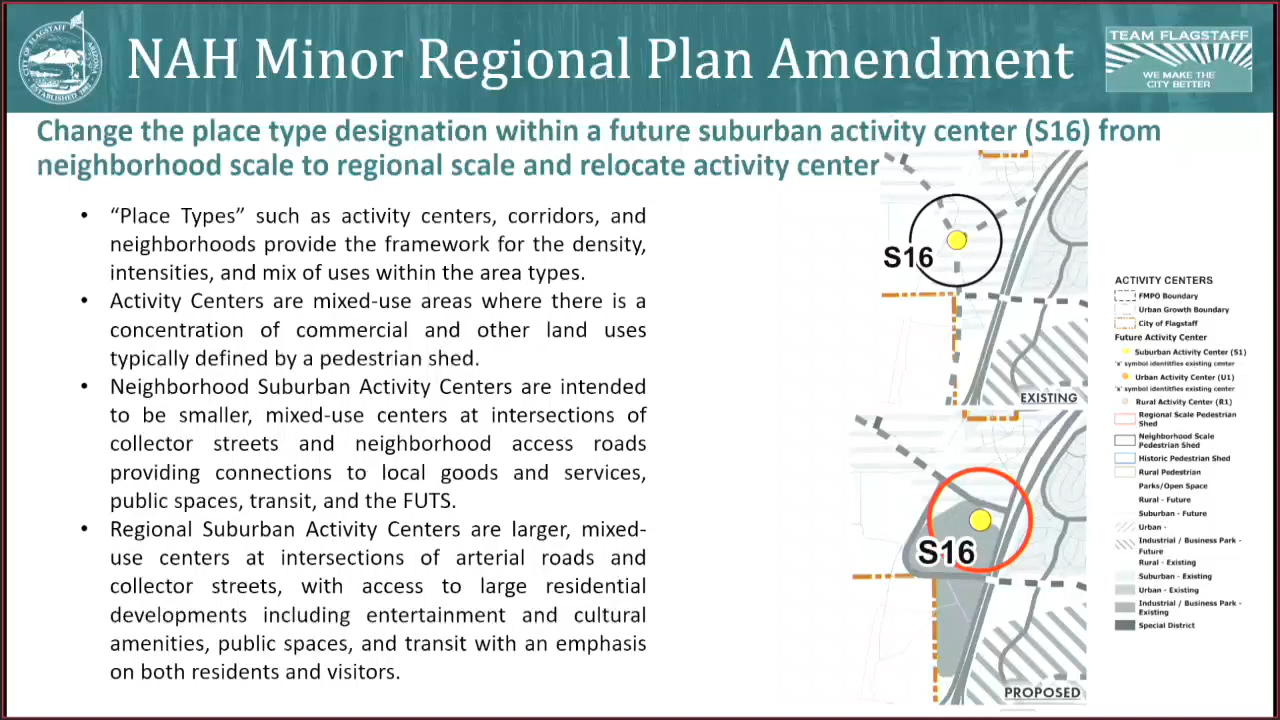 NAH Minor Regional Plan Amendment
TEAM FLAGSTAFF
WE MAKE THE
CITY BETTER
CITY OF FLAGSTAFF
ARIZONA
Change the place type designation within a future suburban activity center (S16) from
neighborhood scale to regional scale and relocate activity center
• “Place Types” such as activity centers, corridors, and
neighborhoods provide the framework for the density,
intensities, and mix of uses within the area types.
• Activity Centers are mixed-use areas where there is a
concentration of commercial and other land uses
typically defined by a pedestrian shed.
• Neighborhood Suburban Activity Centers are intended
to be smaller, mixed-use centers at intersections of
collector streets and neighborhood access roads
providing connections to local goods and services,
public spaces, transit, and the FUTS.
• Regional Suburban Activity Centers are larger, mixed-
use centers at intersections of arterial roads and
collector streets, with access to large residential
developments including entertainment and cultural
amenities, public spaces, and transit with an emphasis
on both residents and visitors.
S16
EXISTING
S16
PROPOSED
ACTIVITY CENTERS
FMPO Boundary
Urban Growth Boundary
City of Flagstaff
Future Activity Center
Suburban Activity Center (S1)
'x' symbol identifies existing center
Urban Activity Center (U1)
'x' symbol identifies existing center
Rural Activity Center (R1)
Regional Scale Pedestrian
Shed
Neighborhood Scale
Pedestrian Shed
Historic Pedestrian Shed
Rural Pedestrian
Parks/Open Space
Rural - Future
Suburban - Future
Urban -
Industrial / Business Park -
Future
Rural - Existing
Suburban - Existing
Urban - Existing
Industrial / Business Park -
Existing
Special District